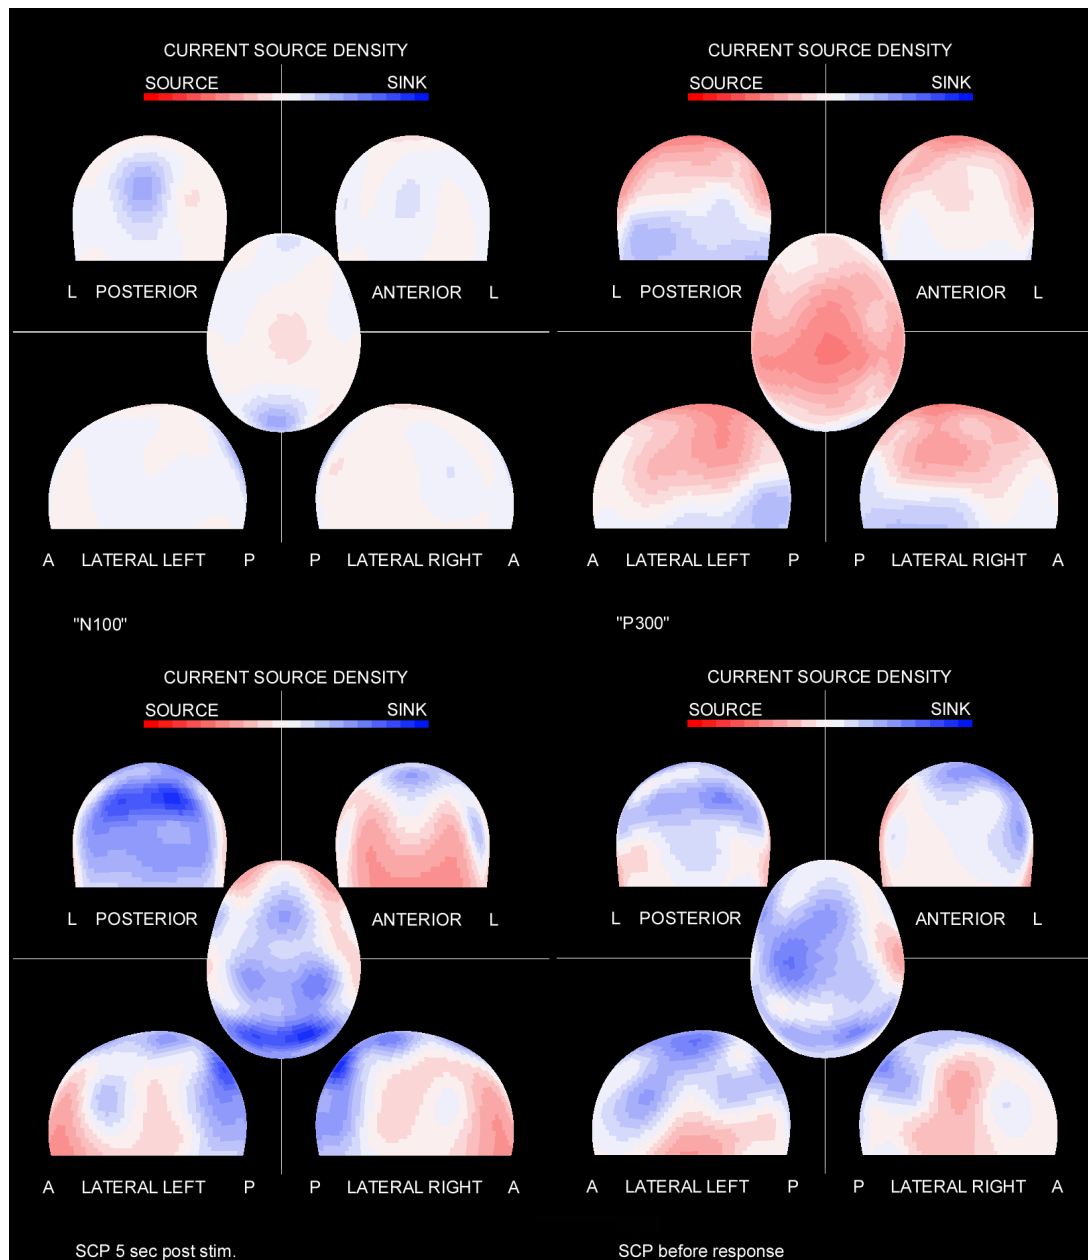 CURRENT SOURCE DENSITY
SOURCE SINK
L POSTERIOR ANTERIOR L
A LATERAL LEFT P P LATERAL RIGHT A
"N100"
CURRENT SOURCE DENSITY
SOURCE SINK
L POSTERIOR ANTERIOR L
A LATERAL LEFT P P LATERAL RIGHT A
"P300"
CURRENT SOURCE DENSITY
SOURCE SINK
L POSTERIOR ANTERIOR L
A LATERAL LEFT P P LATERAL RIGHT A
SCP 5 sec post stim.
CURRENT SOURCE DENSITY
SOURCE SINK
L POSTERIOR ANTERIOR L
A LATERAL LEFT P P LATERAL RIGHT A
SCP before response